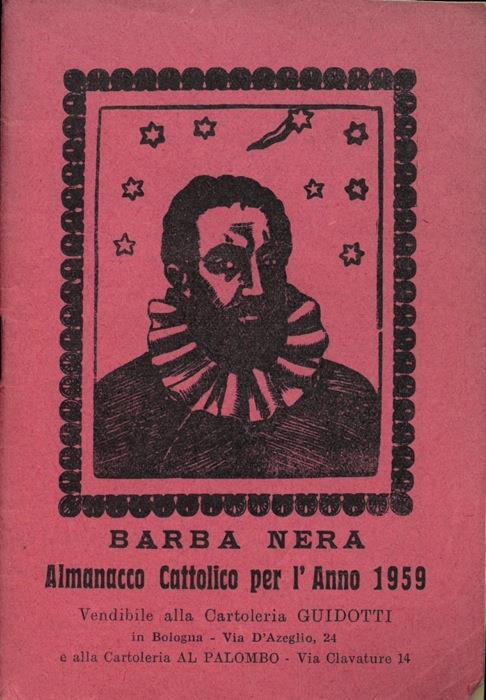 BARBA NERA
Almanacco Cattolico per l'Anno 1959
Vendibile alla Cartoleria GUIDOTTI
in Bologna - Via D'Azeglio, 24
e alla Cartoleria AL PALOMBO - Via Clavature 14